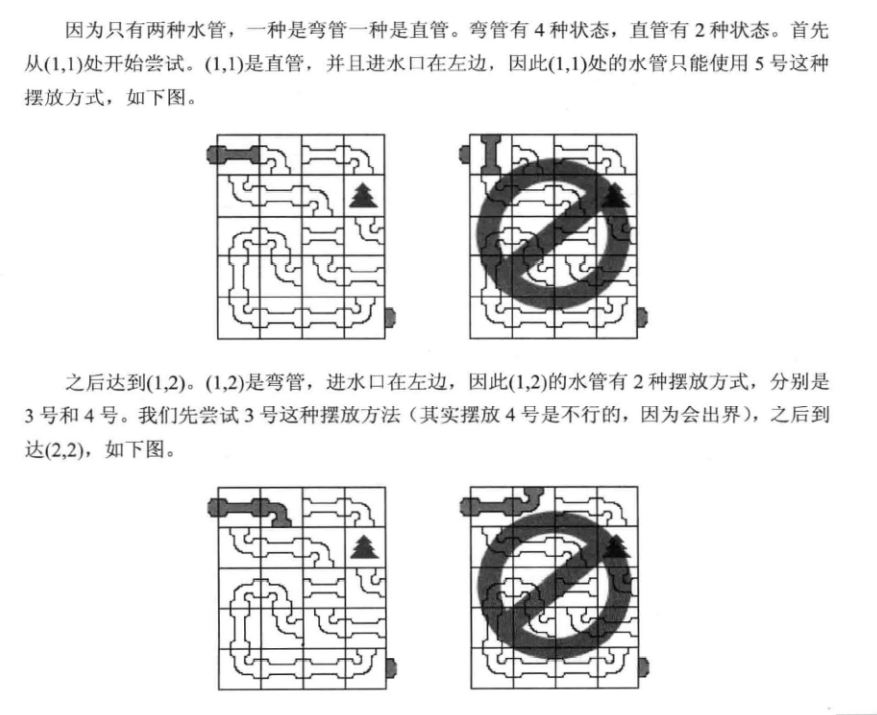 因为只有两种水管，一种是弯管一种是直管。弯管有 4 种状态，直管有 2 种状态。首先
从(1,1)处开始尝试。(1,1)是直管，并且进水口在左边，因此(1,1)处的水管只能使用 5 号这种
摆放方式，如下图。
之后达到(1,2)。(1,2)是弯管，进水口在左边，因此(1,2)的水管有 2 种摆放方式，分别是
3 号和 4 号。我们先尝试 3 号这种摆放方法（其实摆放 4 号是不行的，因为会出界），之后到
达(2,2)，如下图。